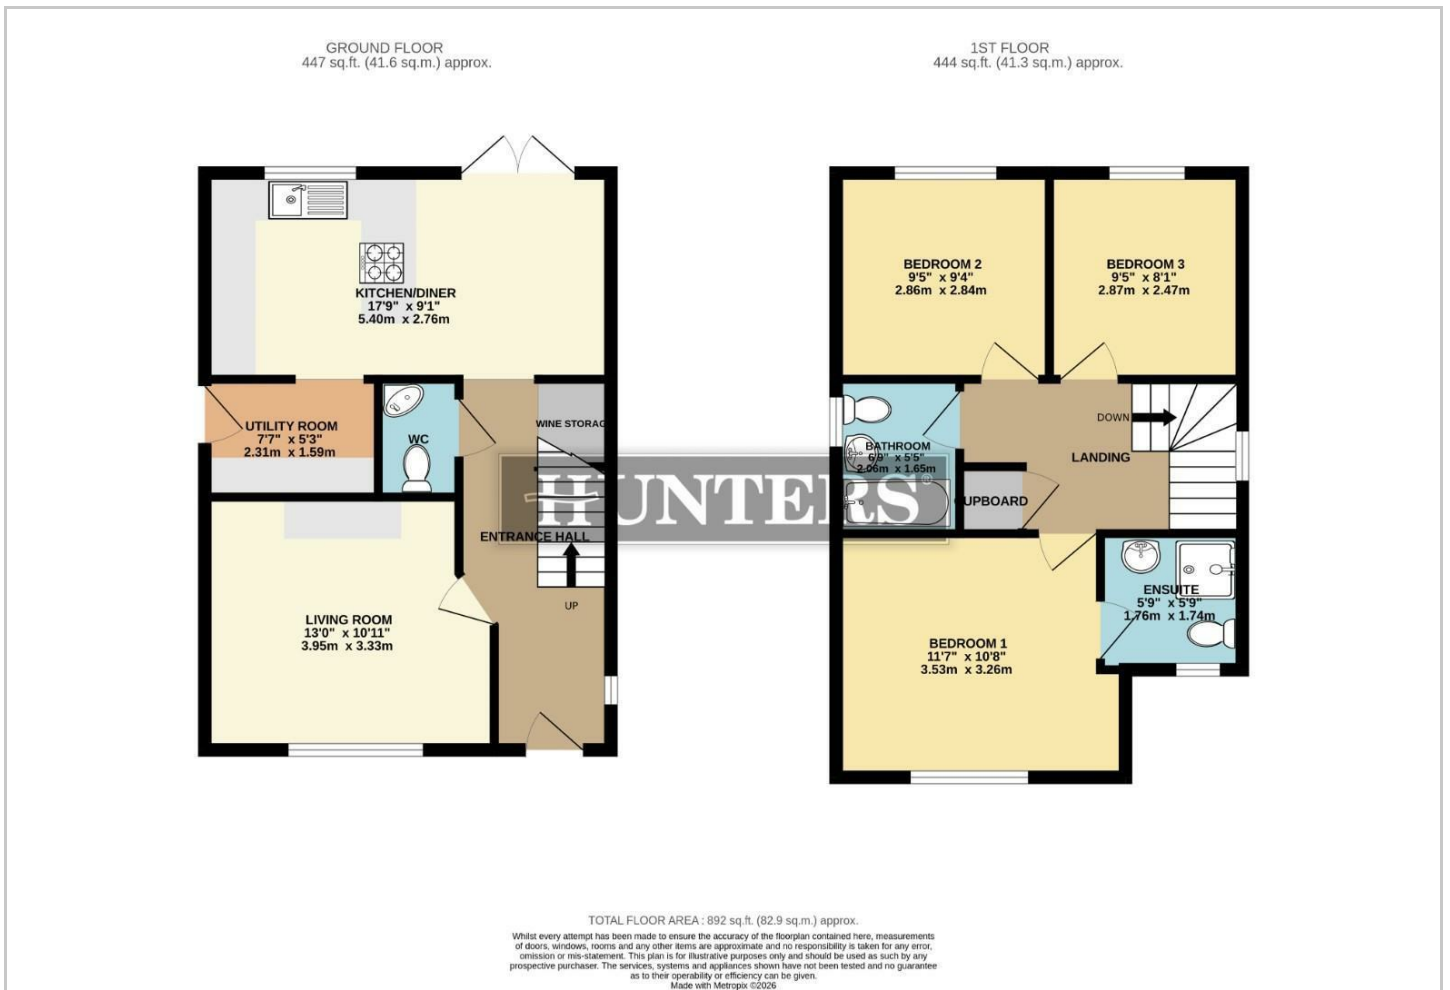 GROUND FLOOR
447 sq.ft. (41.6 sq.m.) approx.
1ST FLOOR
444 sq.ft. (41.3 sq.m.) approx.
KITCHEN/DINER
17'9" x 9'1"
5.40m x 2.76m
UTILITY ROOM
7'7" x 5'3"
2.31m x 1.59m
WC
WINE STORAG
ENTRANCE HALL
UP
LIVING ROOM
13'0" x 10'11"
3.95m x 3.33m
HUNTERS®
BEDROOM 2
9'5" x 9'4"
2.86m x 2.84m
BEDROOM 3
9'5" x 8'1"
2.87m x 2.47m
DOWN
BATHROOM
6'9" x 5'5"
2.06m x 1.65m
LANDING
CUPBOARD
ENSUITE
5'9" x 5'9"
1.76m x 1.74m
BEDROOM 1
11'7" x 10'8"
3.53m x 3.26m
TOTAL FLOOR AREA : 892 sq.ft. (82.9 sq.m.) approx.
Whilst every attempt has been made to ensure the accuracy of the floorplan contained here, measurements
of doors, windows, rooms and any other items are approximate and no responsibility is taken for any error,
omission or mis-statement. This plan is for illustrative purposes only and should be used as such by any
prospective purchaser. The services, systems and appliances shown have not been tested and no guarantee
as to their operability or efficiency can be given.
Made with Metropix ©2026